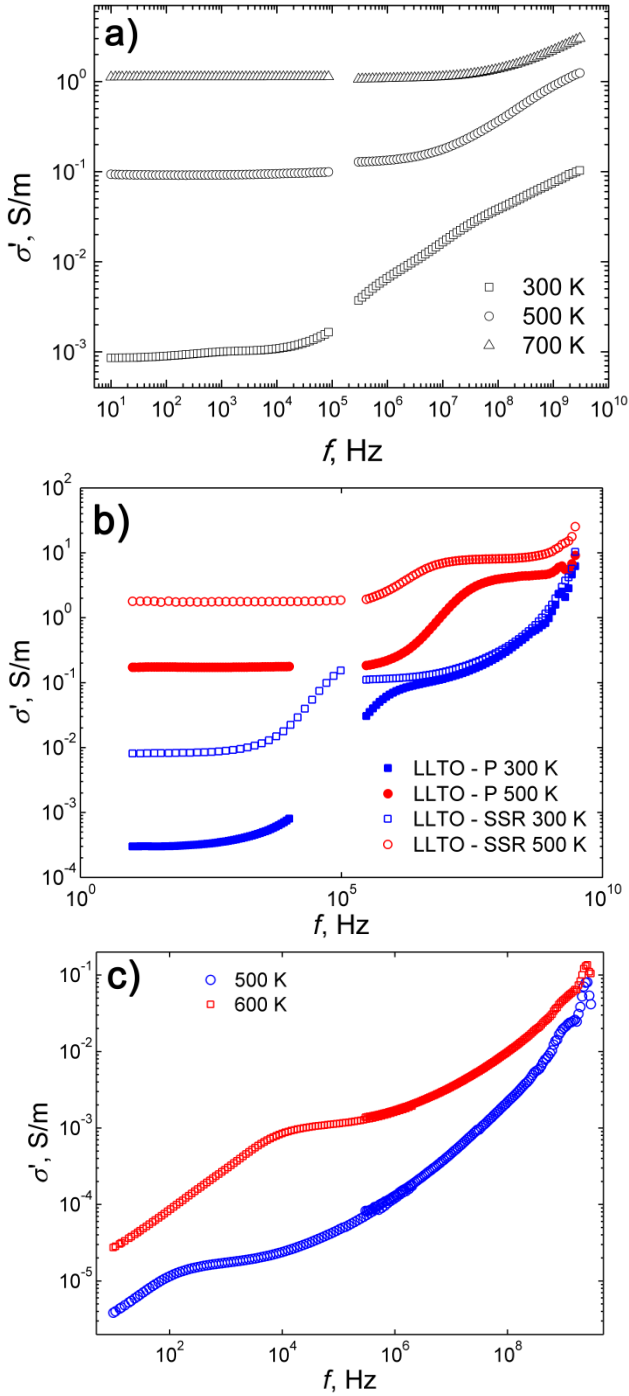 a)
10⁰
10⁻¹
10⁻²
10⁻³
σ', S/m
300 K
500 K
700 K
10¹ 10² 10³ 10⁴ 10⁵ 10⁶ 10⁷ 10⁸ 10⁹ 10¹⁰
f, Hz
b)
10²
10¹
10⁰
10⁻¹
10⁻²
10⁻³
10⁻⁴
σ', S/m
LLTO - P 300 K
LLTO - P 500 K
LLTO - SSR 300 K
LLTO - SSR 500 K
10⁰ 10⁵ 10¹⁰
f, Hz
c)
500 K
600 K
10⁻¹
10⁻²
10⁻³
10⁻⁴
10⁻⁵
σ', S/m
10² 10⁴ 10⁶ 10⁸
f, Hz